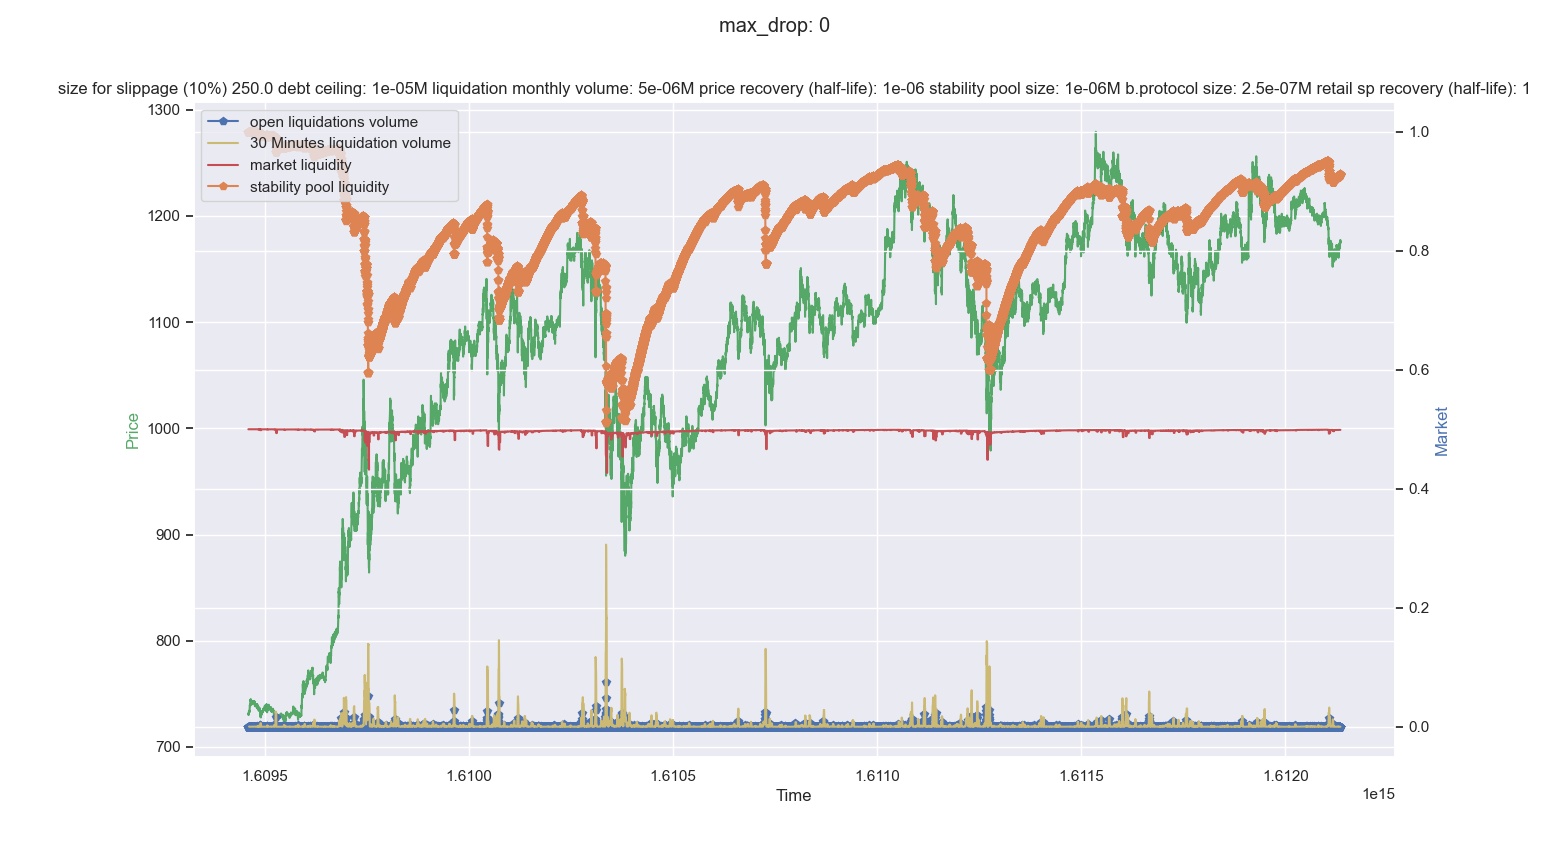 max_drop: 0
size for slippage (10%) 250.0 debt ceiling: 1e-05M liquidation monthly volume: 5e-06M price recovery (half-life): 1e-06 stability pool size: 1e-06M b.protocol size: 2.5e-07M retail sp recovery (half-life): 1
open liquidations volume
30 Minutes liquidation volume
market liquidity
stability pool liquidity
1300
1200
1100
1000
900
800
700
Price
1.0
0.8
0.6
0.4
0.2
0.0
Market
1.6095 1.6100 1.6105 1.6110 1.6115 1.6120
Time
1e15